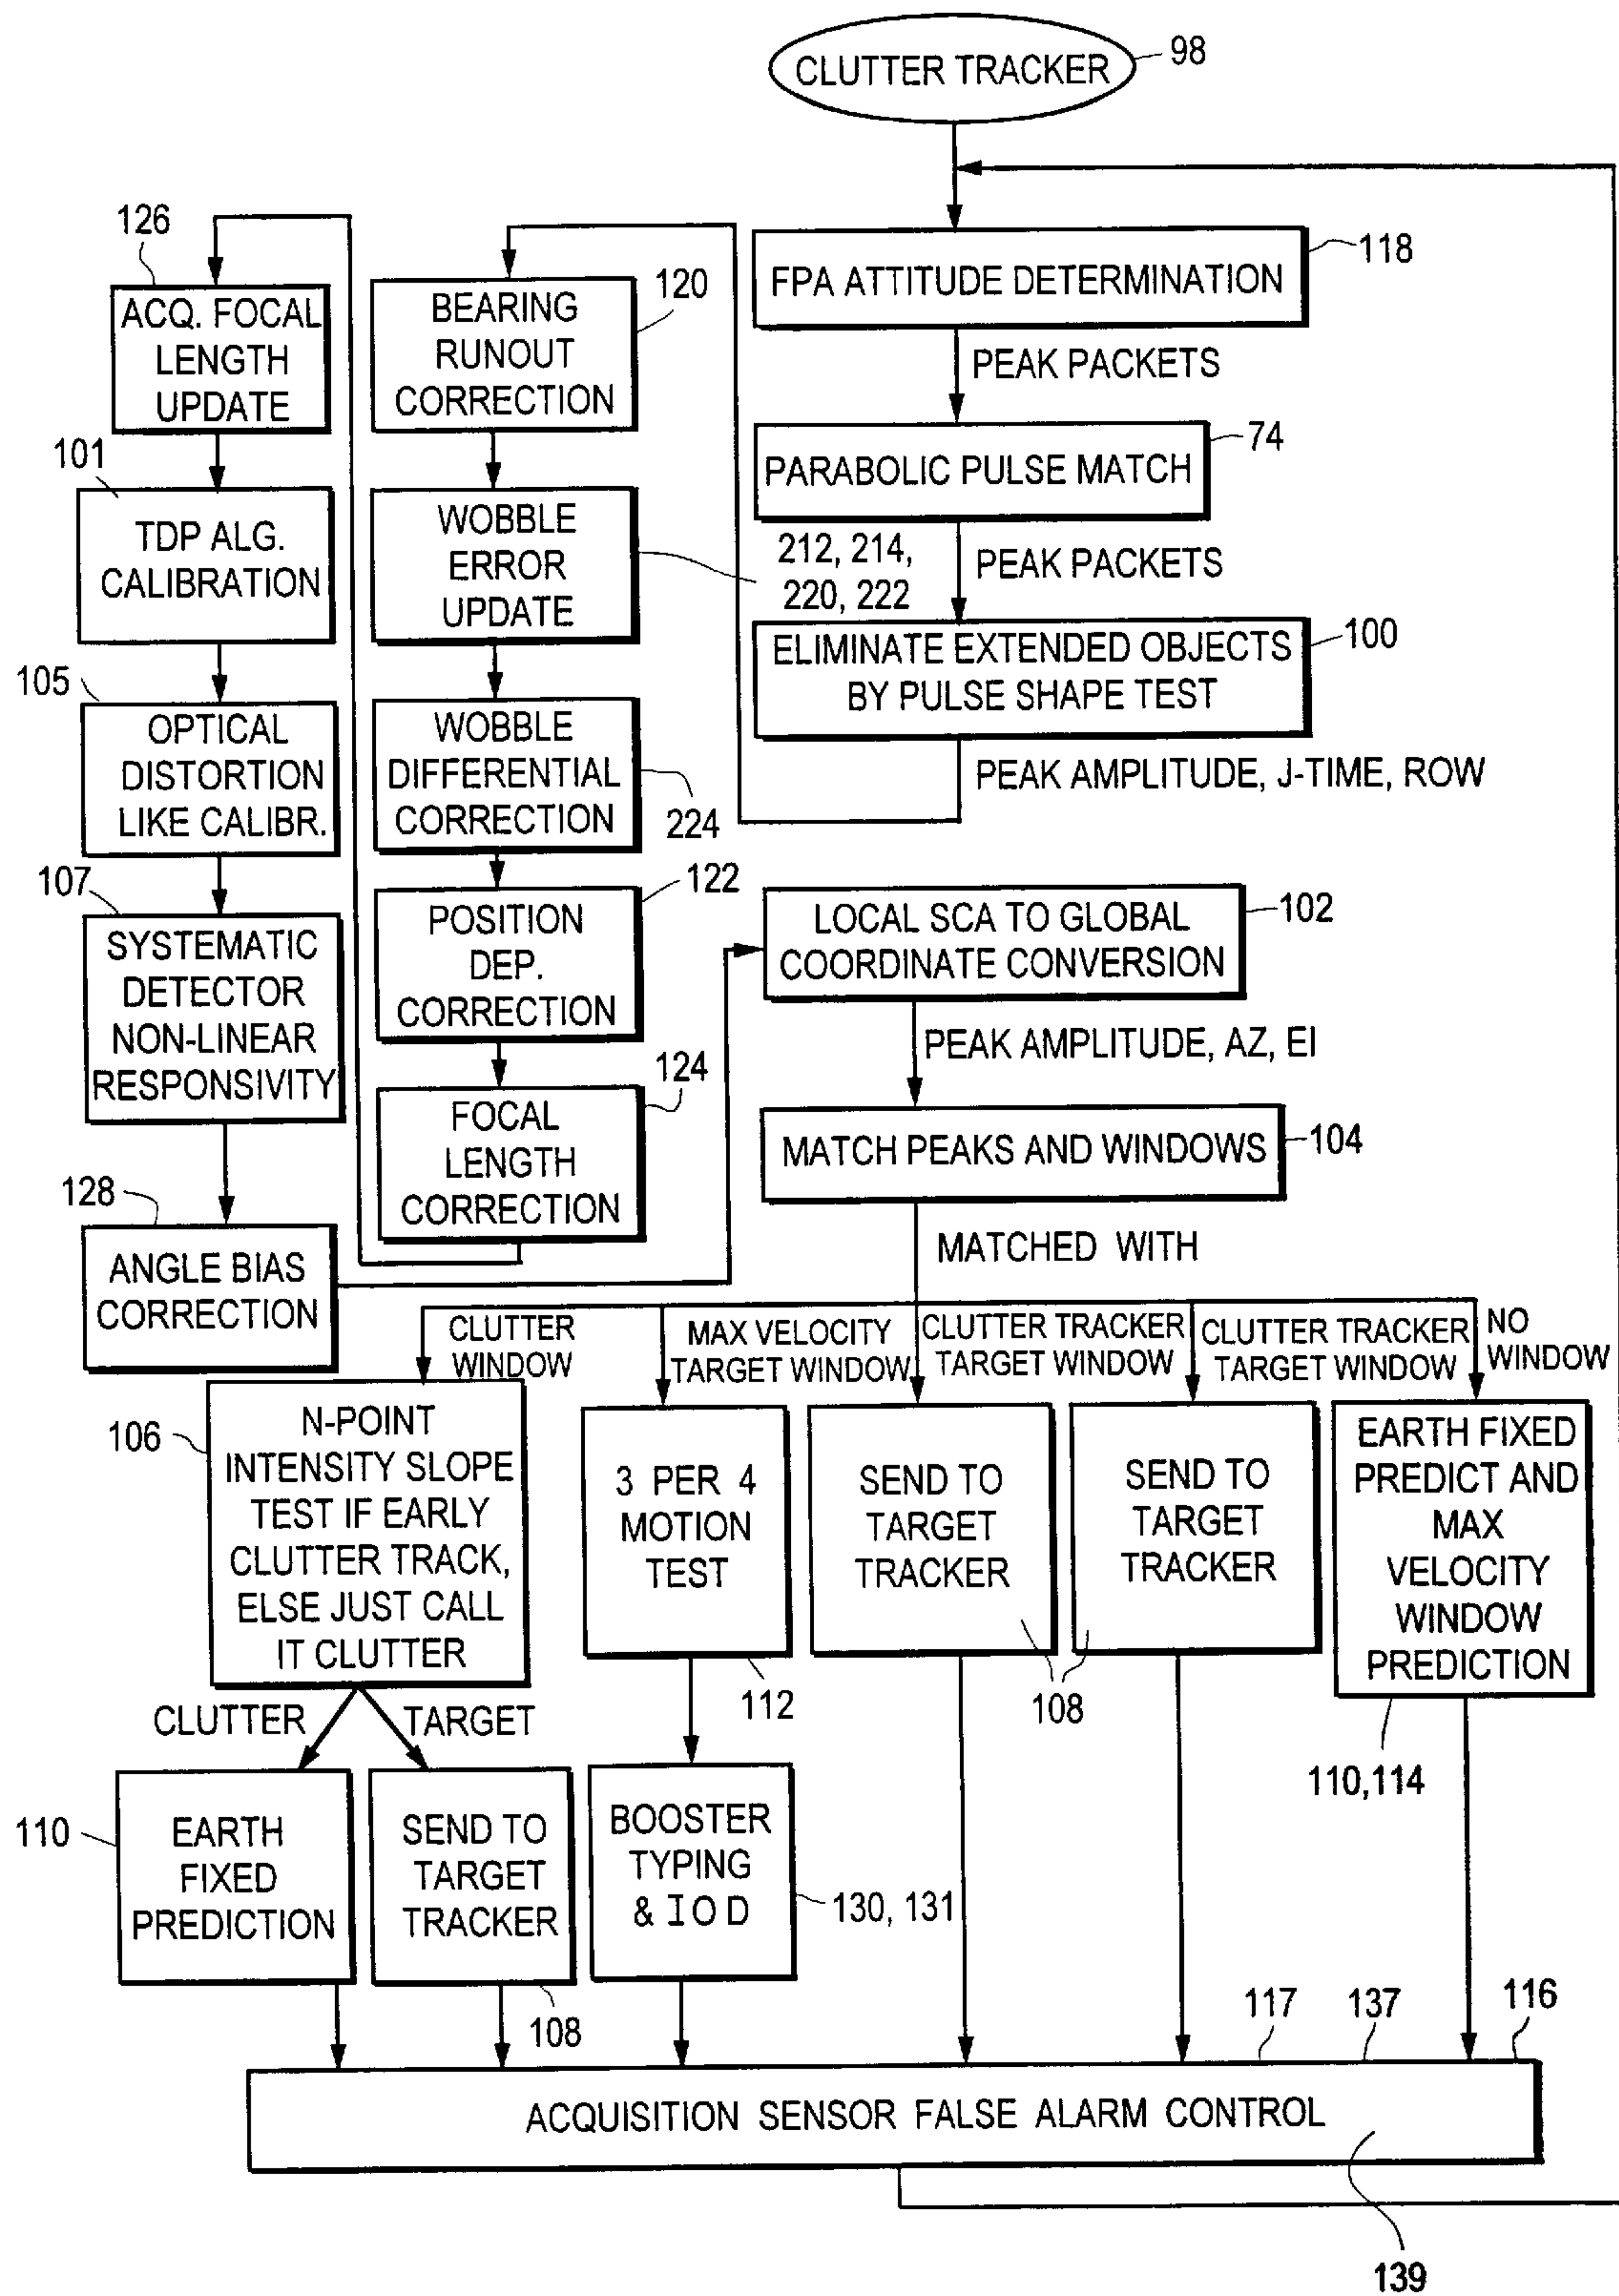 CLUTTER TRACKER
98
FPA ATTITUDE DETERMINATION
118
PEAK PACKETS
PARABOLIC PULSE MATCH
74
212, 214,
220, 222
PEAK PACKETS
ELIMINATE EXTENDED OBJECTS
BY PULSE SHAPE TEST
100
PEAK AMPLITUDE, J-TIME, ROW
120
BEARING
RUNOUT
CORRECTION
WOBBLE
ERROR
UPDATE
WOBBLE
DIFFERENTIAL
CORRECTION
224
122
POSITION
DEP.
CORRECTION
124
FOCAL
LENGTH
CORRECTION
126
ACQ. FOCAL
LENGTH
UPDATE
101
TDP ALG.
CALIBRATION
105
OPTICAL
DISTORTION
LIKE CALIBR.
107
SYSTEMATIC
DETECTOR
NON-LINEAR
RESPONSIVITY
128
ANGLE BIAS
CORRECTION
LOCAL SCA TO GLOBAL
COORDINATE CONVERSION
102
PEAK AMPLITUDE, AZ, EI
MATCH PEAKS AND WINDOWS
104
MATCHED WITH
CLUTTER
WINDOW
MAX VELOCITY
TARGET WINDOW
CLUTTER TRACKER
TARGET WINDOW
CLUTTER TRACKER
TARGET WINDOW
NO
WINDOW
106
N-POINT
INTENSITY SLOPE
TEST IF EARLY
CLUTTER TRACK,
ELSE JUST CALL
IT CLUTTER
3 PER 4
MOTION
TEST
112
SEND TO
TARGET
TRACKER
SEND TO
TARGET
TRACKER
108
EARTH FIXED
PREDICT AND
MAX
VELOCITY
WINDOW
PREDICTION
110,114
CLUTTER
TARGET
110
EARTH
FIXED
PREDICTION
SEND TO
TARGET
TRACKER
108
BOOSTER
TYPING
& IOD
130, 131
117
137
116
ACQUISITION SENSOR FALSE ALARM CONTROL
139